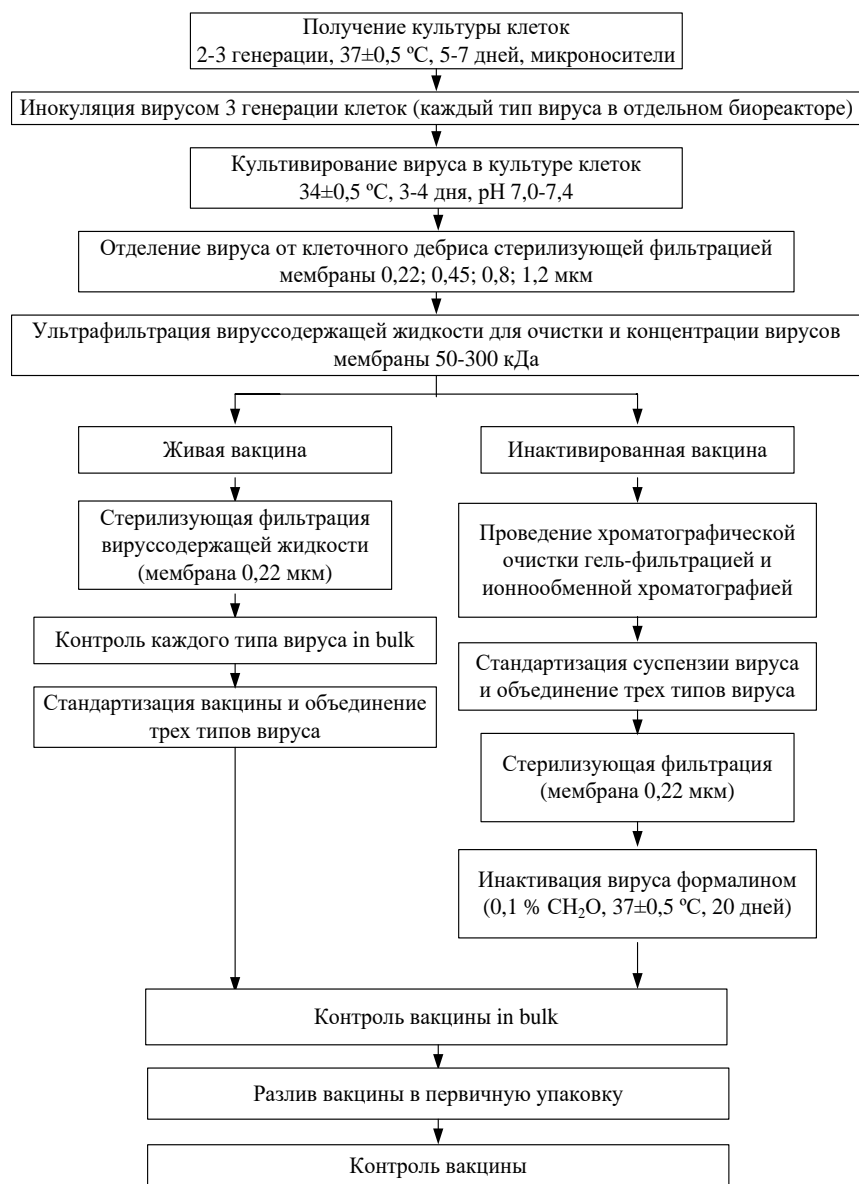 Получение культуры клеток
2-3 генерации, 37±0,5 ºС, 5-7 дней, микроносители
Инокуляция вирусом 3 генерации клеток (каждый тип вируса в отдельном биореакторе)
Культивирование вируса в культуре клеток
34±0,5 ºС, 3-4 дня, pH 7,0-7,4
Отделение вируса от клеточного дебриса стерилизующей фильтрацией
мембраны 0,22; 0,45; 0,8; 1,2 мкм
Ультрафильтрация вируссодержащей жидкости для очистки и концентрации вирусов
мембраны 50-300 кДа
Живая вакцина
Стерилизующая фильтрация
вируссодержащей жидкости
(мембрана 0,22 мкм)
Контроль каждого типа вируса in bulk
Стандартизация вакцины и объединение
трех типов вируса
Инактивированная вакцина
Проведение хроматографической
очистки гель-фильтрацией и
ионнообменной хроматографией
Стандартизация суспензии вируса
и объединение трех типов вируса
Стерилизующая фильтрация
(мембрана 0,22 мкм)
Инактивация вируса формалином
(0,1 % CH₂O, 37±0,5 ºС, 20 дней)
Контроль вакцины in bulk
Разлив вакцины в первичную упаковку
Контроль вакцины